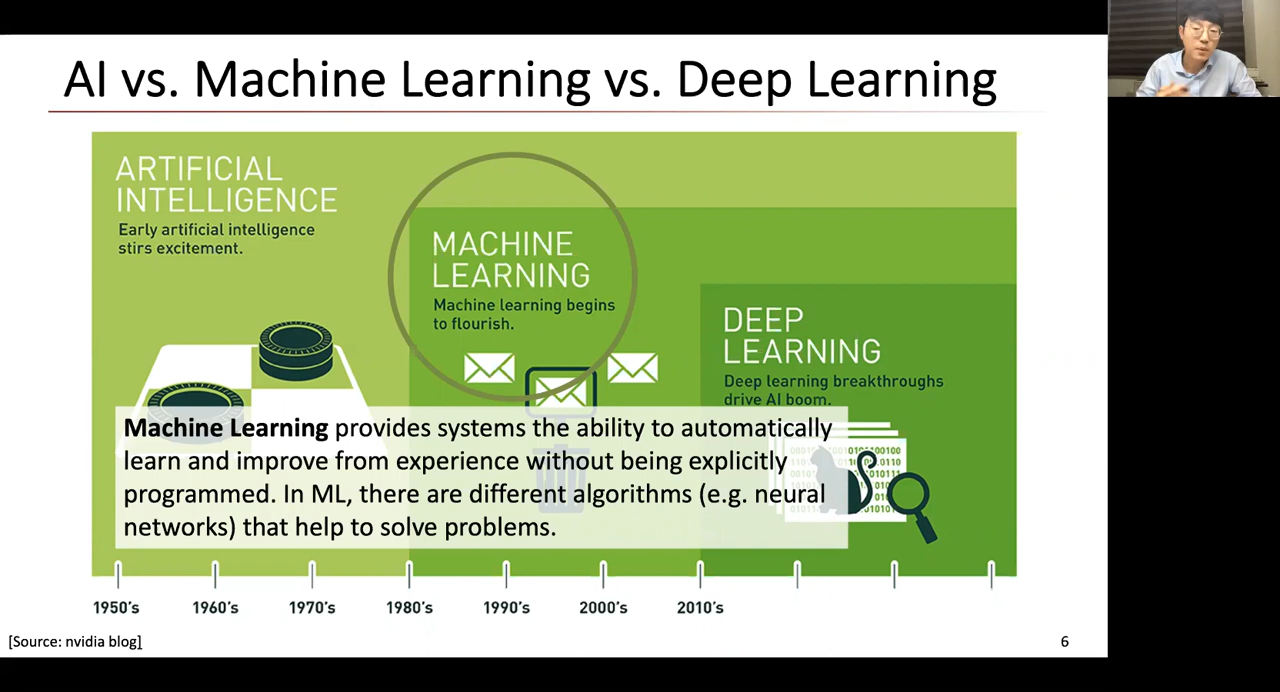 AI vs. Machine Learning vs. Deep Learning
ARTIFICIAL
INTELLIGENCE
Early artificial intelligence
stirs excitement.
MACHINE
LEARNING
Machine learning begins
to flourish.
DEEP
LEARNING
Deep learning breakthroughs
drive AI boom.
Machine Learning provides systems the ability to automatically
learn and improve from experience without being explicitly
programmed. In ML, there are different algorithms (e.g. neural
networks) that help to solve problems.
1950's 1960's 1970's 1980's 1990's 2000's 2010's
[Source: nvidia blog]
6